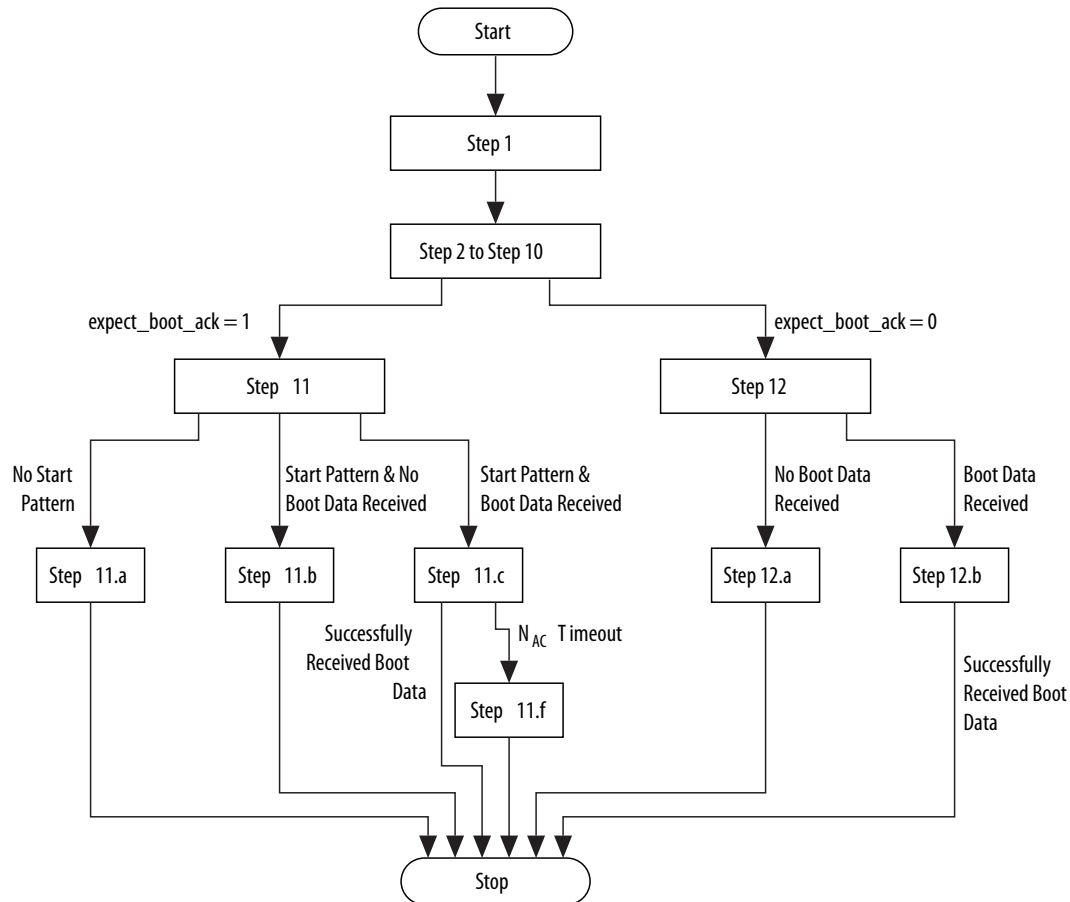 Start
Step 1
Step 2 to Step 10
expect_boot_ack = 1
expect_boot_ack = 0
Step 11
Step 12
No Start
Pattern
Start Pattern & No
Boot Data Received
Start Pattern &
Boot Data Received
No Boot Data
Received
Boot Data
Received
Step 11.a
Step 11.b
Step 11.c
Step 12.a
Step 12.b
Successfully
Received Boot
Data
N AC T imeout
Step 11.f
Successfully
Received Boot
Data
Stop